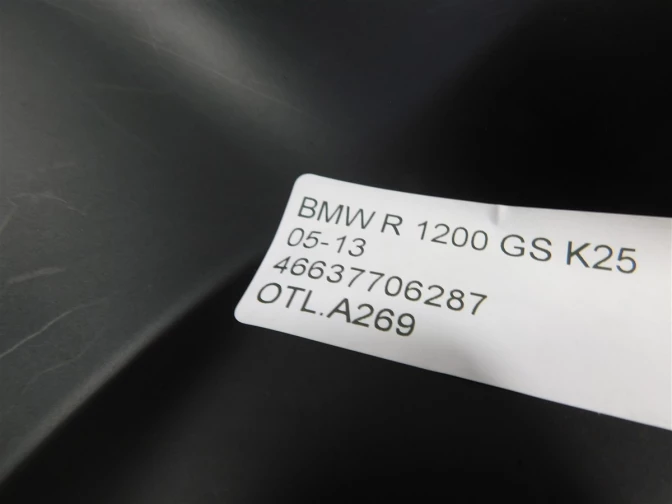 BMW R 1200 GS K25
05-13
46637706287
OTL.A269